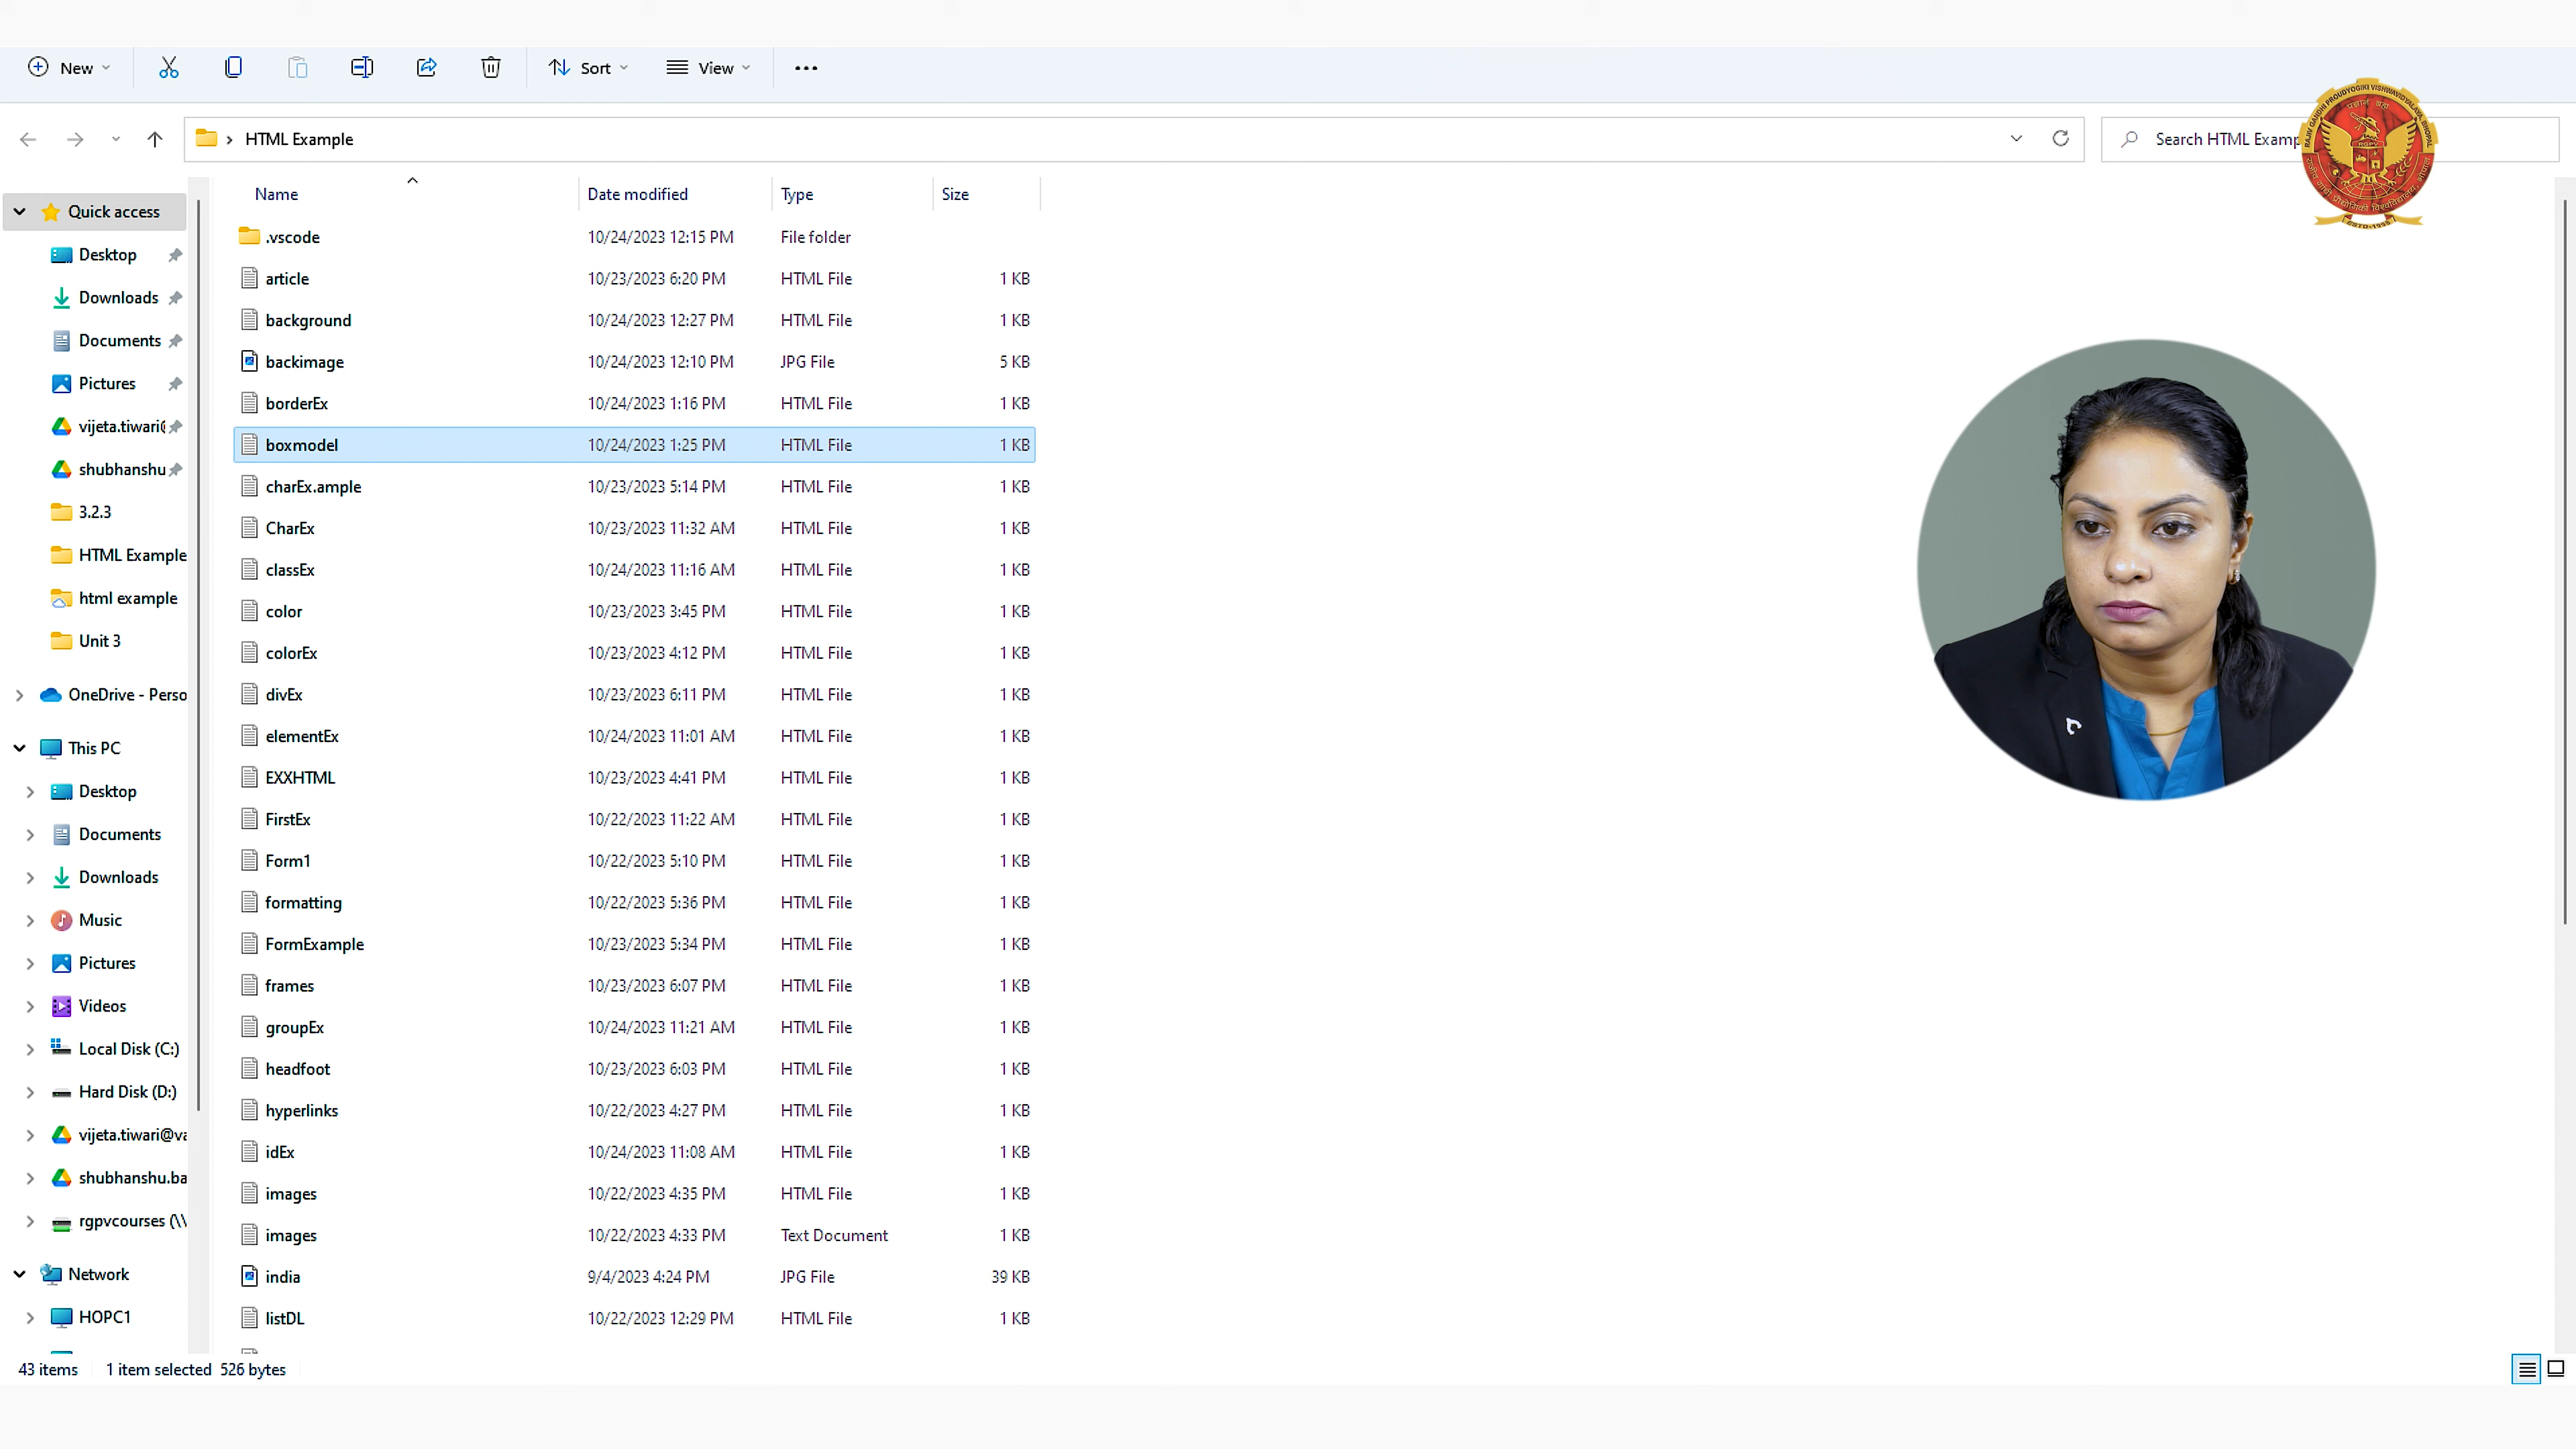 New
Sort
View
HTML Example
Search HTML Examp
RAJIV GANDHI PROUDYOGIKI VISHWAVIDYALAYA, BHOPAL
RGPV
ESTD-1998
Name Date modified Type Size
Quick access
Desktop
Downloads
Documents
Pictures
vijeta.tiwari@
shubhanshu
3.2.3
HTML Example
html example
Unit 3
OneDrive - Perso
This PC
Desktop
Documents
Downloads
Music
Pictures
Videos
Local Disk (C:)
Hard Disk (D:)
vijeta.tiwari@va
shubhanshu.ba
rgpvcourses (\\
Network
HOPC1
.vscode 10/24/2023 12:15 PM File folder
article 10/23/2023 6:20 PM HTML File 1 KB
background 10/24/2023 12:27 PM HTML File 1 KB
backimage 10/24/2023 12:10 PM JPG File 5 KB
borderEx 10/24/2023 1:16 PM HTML File 1 KB
boxmodel 10/24/2023 1:25 PM HTML File 1 KB
charEx.ample 10/23/2023 5:14 PM HTML File 1 KB
CharEx 10/23/2023 11:32 AM HTML File 1 KB
classEx 10/24/2023 11:16 AM HTML File 1 KB
color 10/23/2023 3:45 PM HTML File 1 KB
colorEx 10/23/2023 4:12 PM HTML File 1 KB
divEx 10/23/2023 6:11 PM HTML File 1 KB
elementEx 10/24/2023 11:01 AM HTML File 1 KB
EXXHTML 10/23/2023 4:41 PM HTML File 1 KB
FirstEx 10/22/2023 11:22 AM HTML File 1 KB
Form1 10/22/2023 5:10 PM HTML File 1 KB
formatting 10/22/2023 5:36 PM HTML File 1 KB
FormExample 10/23/2023 5:34 PM HTML File 1 KB
frames 10/23/2023 6:07 PM HTML File 1 KB
groupEx 10/24/2023 11:21 AM HTML File 1 KB
headfoot 10/23/2023 6:03 PM HTML File 1 KB
hyperlinks 10/22/2023 4:27 PM HTML File 1 KB
idEx 10/24/2023 11:08 AM HTML File 1 KB
images 10/22/2023 4:35 PM HTML File 1 KB
images 10/22/2023 4:33 PM Text Document 1 KB
india 9/4/2023 4:24 PM JPG File 39 KB
listDL 10/22/2023 12:29 PM HTML File 1 KB
43 items 1 item selected 526 bytes